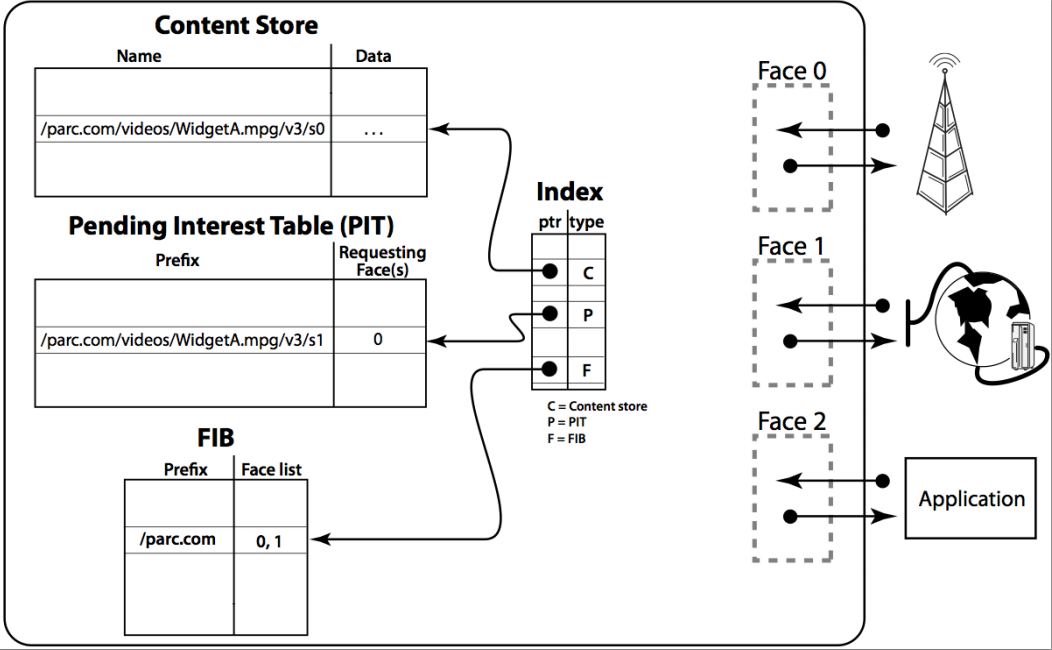 Content Store
Name Data
/parc.com/videos/WidgetA.mpg/v3/s0 ...
Pending Interest Table (PIT)
Prefix Requesting Face(s)
/parc.com/videos/WidgetA.mpg/v3/s1 0
FIB
Prefix Face list
/parc.com 0, 1
Index
ptr type
C
P
F
C = Content store
P = PIT
F = FIB
Face 0
Face 1
Face 2
Application